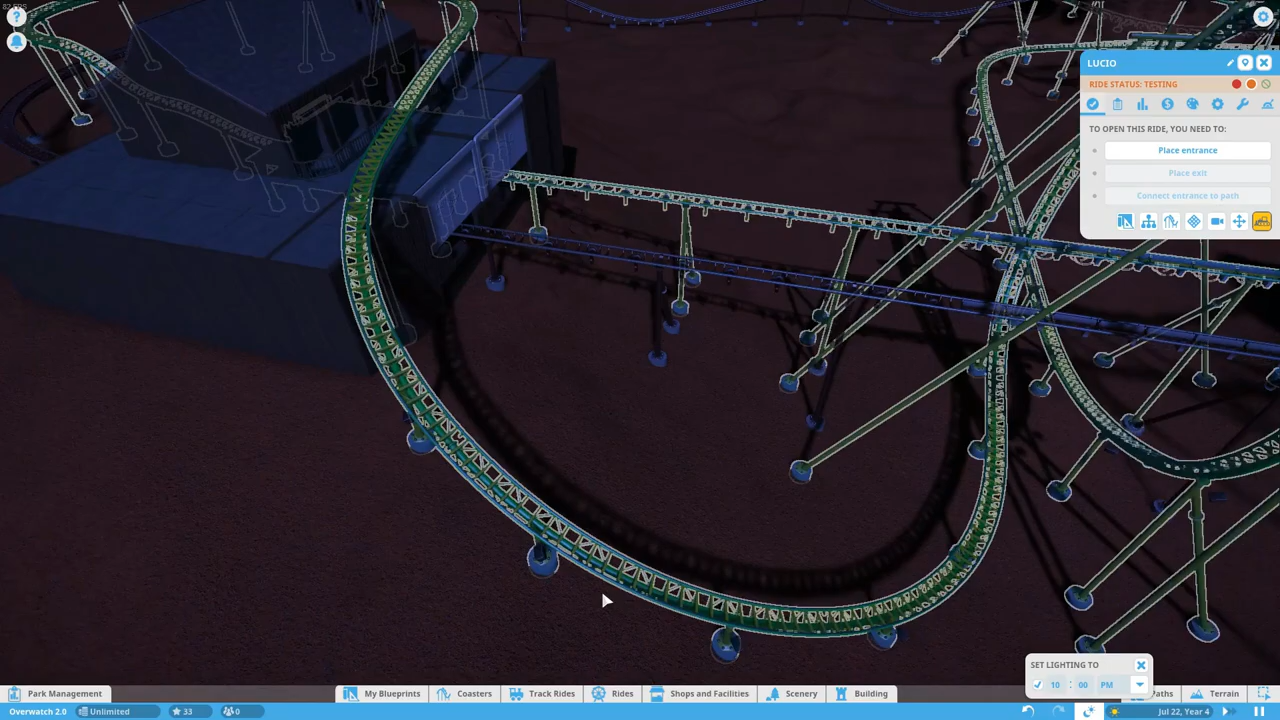 82 FPS
?
LUCIO
RIDE STATUS: TESTING
TO OPEN THIS RIDE, YOU NEED TO:
Place entrance
Place exit
Connect entrance to path
SET LIGHTING TO
10 : 00 PM
Park Management
My Blueprints
Coasters
Track Rides
Rides
Shops and Facilities
Scenery
Building
Paths
Terrain
Overwatch 2.0
Unlimited
33
0
Jul 22, Year 4